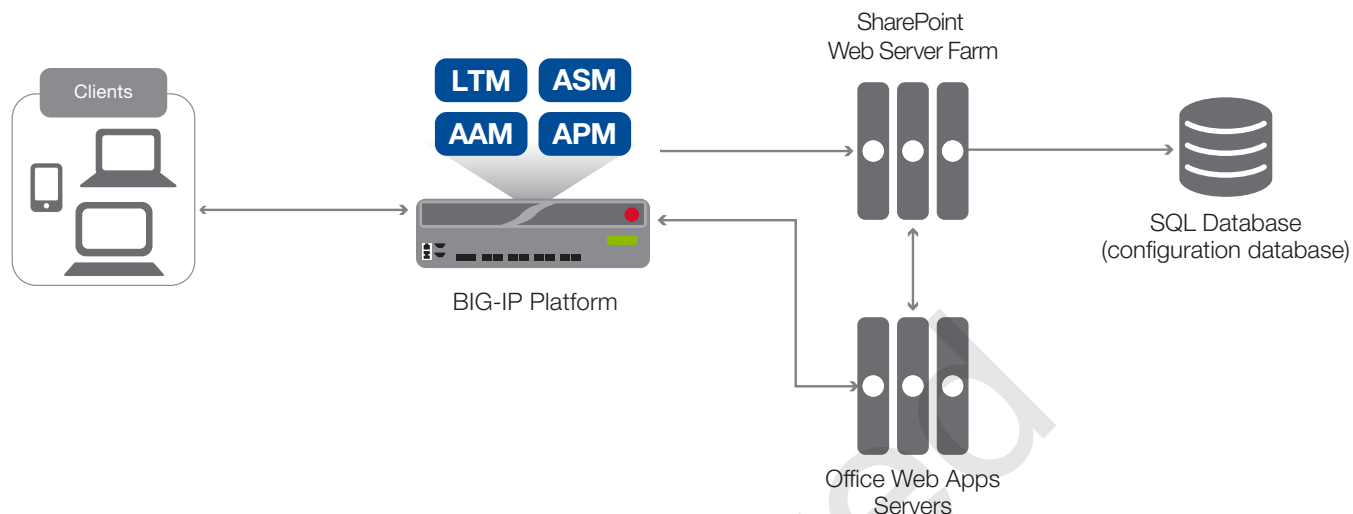 Clients
LTM
ASM
AAM
APM
BIG-IP Platform
SharePoint
Web Server Farm
SQL Database
(configuration database)
Office Web Apps
Servers
ed